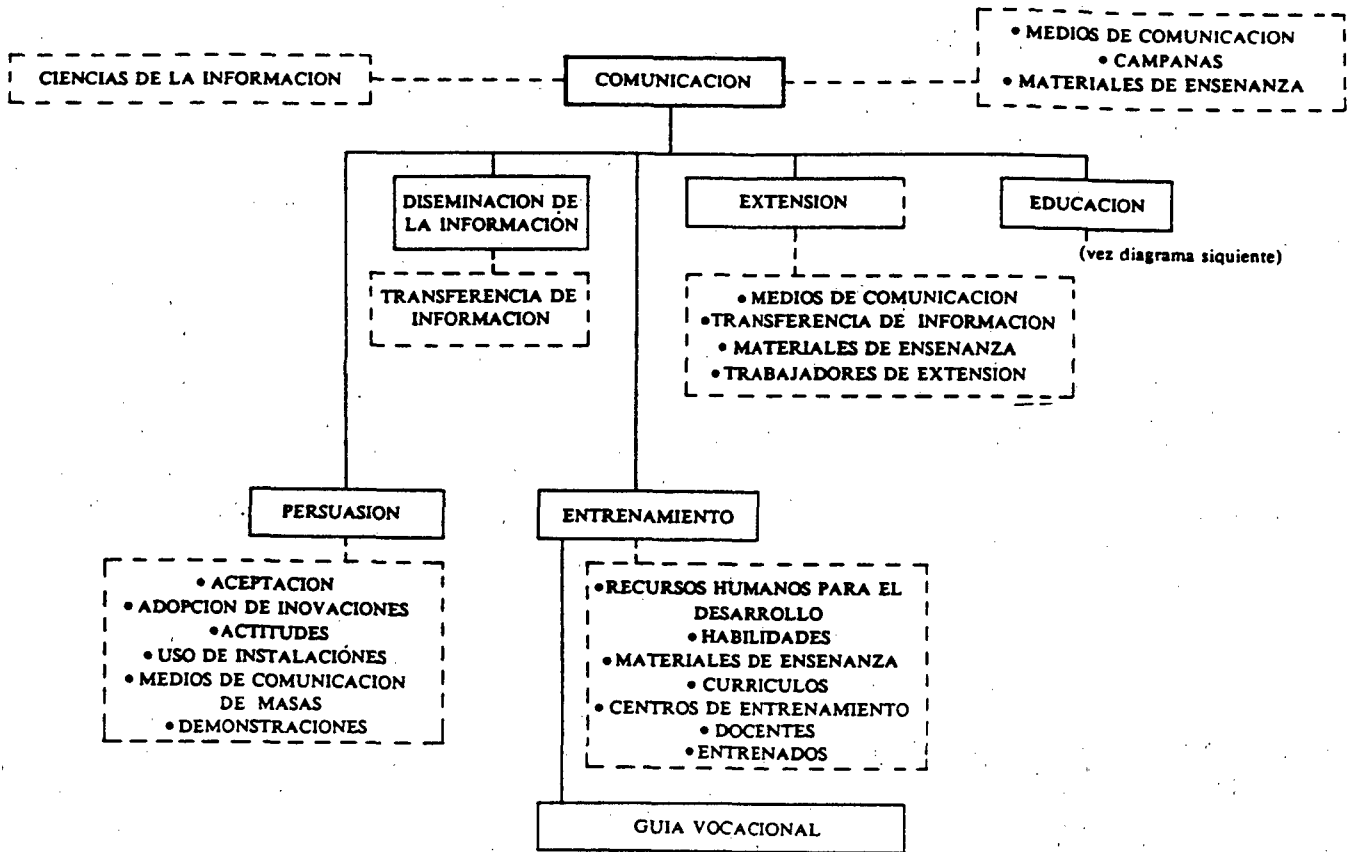 CIENCIAS DE LA INFORMACION
COMUNICACION
• MEDIOS DE COMUNICACION
• CAMPANAS
• MATERIALES DE ENSENANZA
DISEMINACION DE
LA INFORMACIÓN
EXTENSION
EDUCACION
(vez diagrama siquiente)
TRANSFERENCIA DE
INFORMACION
• MEDIOS DE COMUNICACION
• TRANSFERENCIA DE INFORMACION
• MATERIALES DE ENSENANZA
• TRABAJADORES DE EXTENSION
PERSUASION
ENTRENAMIENTO
• ACEPTACION
• ADOPCION DE INOVACIONES
• ACTITUDES
• USO DE INSTALACIÓNES
• MEDIOS DE COMUNICACION
DE MASAS
• DEMONSTRACIONES
• RECURSOS HUMANOS PARA EL
DESARROLLO
• HABILIDADES
• MATERIALES DE ENSENANZA
• CURRICULOS
• CENTROS DE ENTRENAMIENTO
• DOCENTES
• ENTRENADOS
GUIA VOCACIONAL